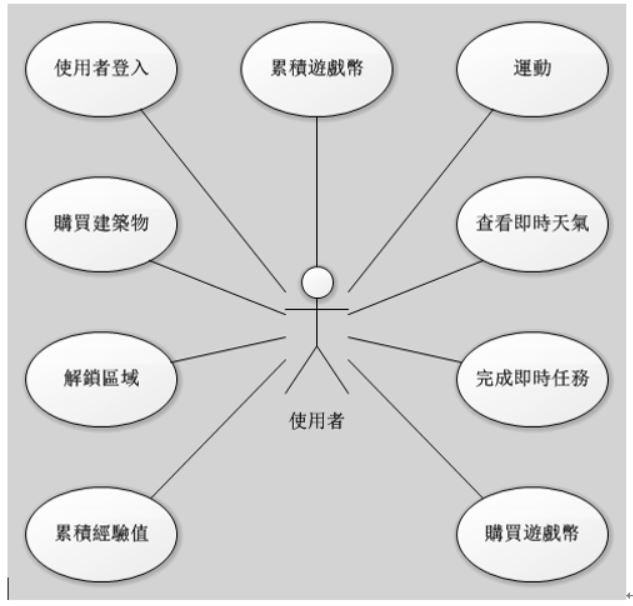 使用者登入
累積遊戲幣
運動
購買建築物
查看即時天氣
解鎖區域
完成即時任務
使用者
累積經驗值
購買遊戲幣